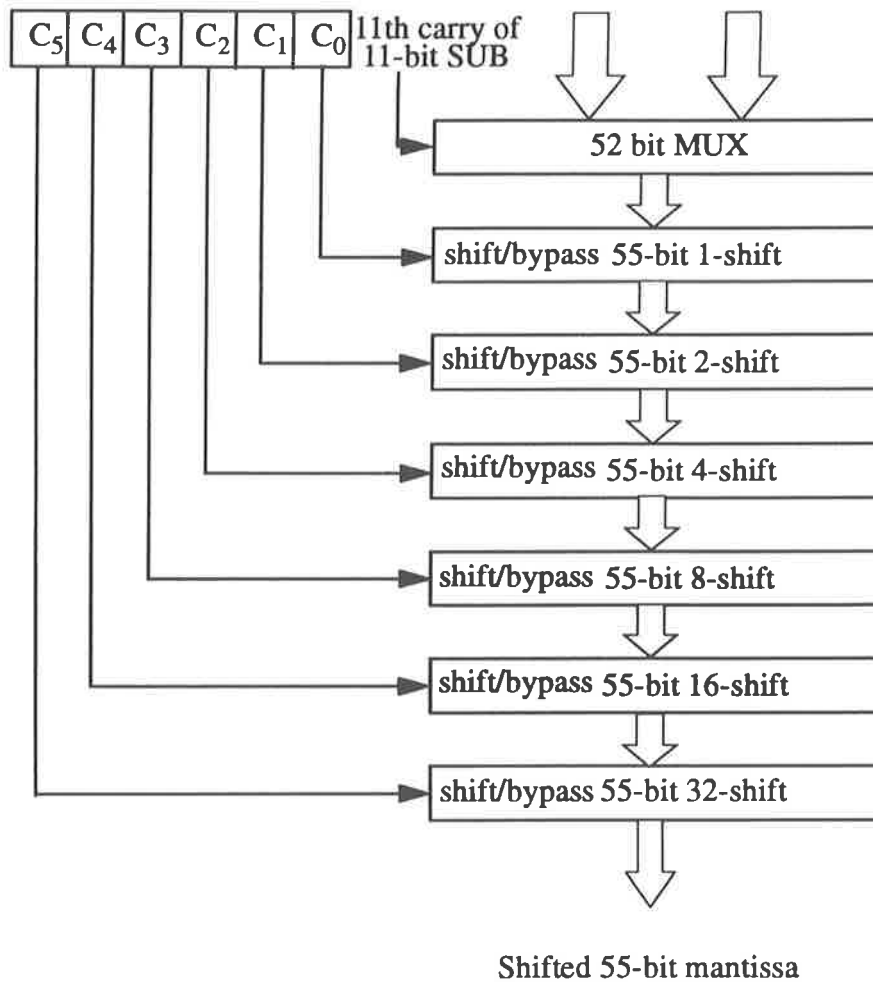 C5 C4 C3 C2 C1 C0
11th carry of
11-bit SUB
52 bit MUX
shift/bypass 55-bit 1-shift
shift/bypass 55-bit 2-shift
shift/bypass 55-bit 4-shift
shift/bypass 55-bit 8-shift
shift/bypass 55-bit 16-shift
shift/bypass 55-bit 32-shift
Shifted 55-bit mantissa